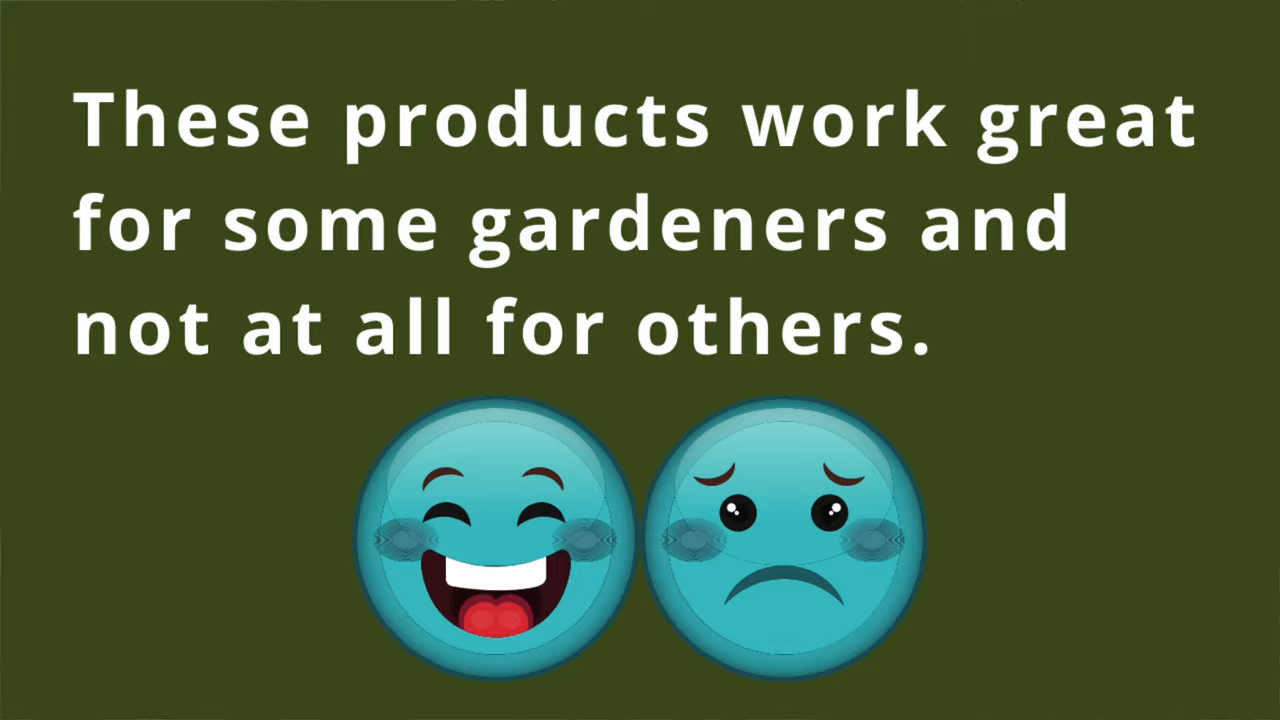 These products work great
for some gardeners and
not at all for others.